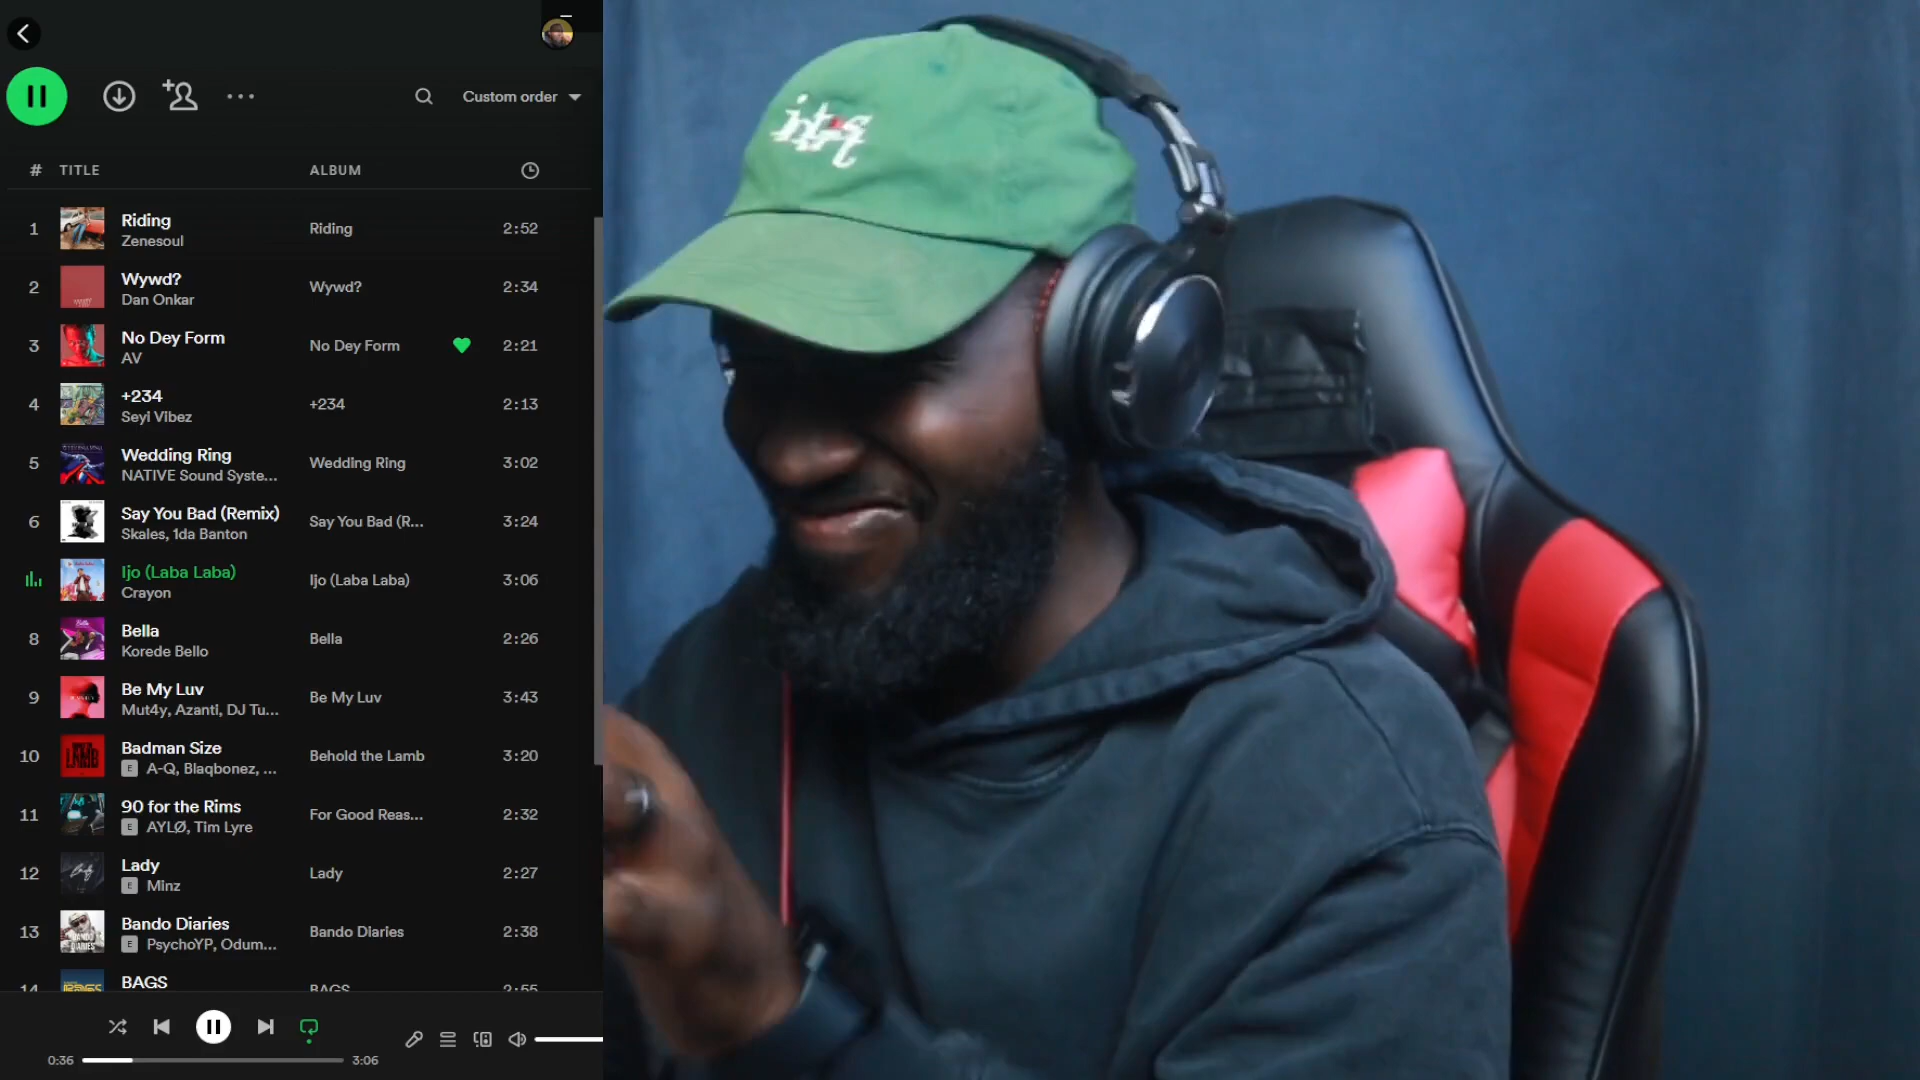 Custom order
# TITLE ALBUM
1 Riding Riding 2:52
Zenesoul
2 Wywd? Wywd? 2:34
Dan Onkar
3 No Dey Form No Dey Form 2:21
AV
4 +234 +234 2:13
Seyi Vibez
5 Wedding Ring Wedding Ring 3:02
NATIVE Sound Syste...
6 Say You Bad (Remix) Say You Bad (R... 3:24
Skales, 1da Banton
Ijo (Laba Laba) Ijo (Laba Laba) 3:06
Crayon
8 Bella Bella 2:26
Korede Bello
9 Be My Luv Be My Luv 3:43
Mut4y, Azanti, DJ Tu...
10 Badman Size Behold the Lamb 3:20
E A-Q, Blaqbonez, ...
11 90 for the Rims For Good Reas... 2:32
E AYLØ, Tim Lyre
12 Lady Lady 2:27
E Minz
13 Bando Diaries Bando Diaries 2:38
E PsychoYP, Odum...
14 BAGS BAGS 2:55
0:36 3:06